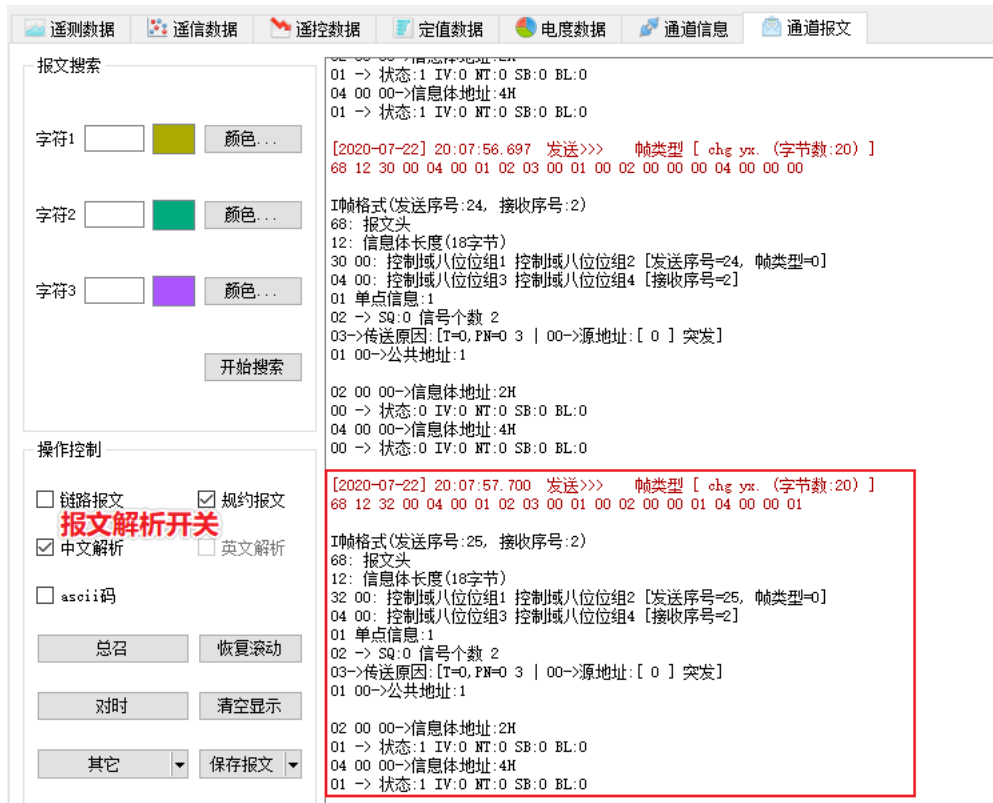 遥测数据 遥信数据 遥控数据 定值数据 电度数据 通道信息 通道报文
报文搜索
字符1 颜色...
字符2 颜色...
字符3 颜色...
开始搜索
操作控制
链路报文 规约报文
报文解析开关
中文解析 英文解析
ascii码
总召 恢复滚动
对时 清空显示
其它 保存报文
01 -> 状态:1 IV:0 NT:0 SB:0 BL:0
04 00 00->信息体地址:4H
01 -> 状态:1 IV:0 NT:0 SB:0 BL:0
[2020-07-22] 20:07:56.697 发送>>> 帧类型 [ chg yx. (字节数:20) ]
68 12 30 00 04 00 01 02 03 00 01 00 02 00 00 00 04 00 00 00
I帧格式(发送序号:24, 接收序号:2)
68: 报文头
12: 信息体长度(18字节)
30 00: 控制域八位位组1 控制域八位位组2 [发送序号=24, 帧类型=0]
04 00: 控制域八位位组3 控制域八位位组4 [接收序号=2]
01 单点信息:1
02 -> SQ:0 信号个数 2
03->传送原因:[T=0,PN=0 3 | 00->源地址:[ 0 ] 突发]
01 00->公共地址:1
02 00 00->信息体地址:2H
00 -> 状态:0 IV:0 NT:0 SB:0 BL:0
04 00 00->信息体地址:4H
00 -> 状态:0 IV:0 NT:0 SB:0 BL:0
[2020-07-22] 20:07:57.700 发送>>> 帧类型 [ chg yx. (字节数:20) ]
68 12 32 00 04 00 01 02 03 00 01 00 02 00 00 01 04 00 00 01
I帧格式(发送序号:25, 接收序号:2)
68: 报文头
12: 信息体长度(18字节)
32 00: 控制域八位位组1 控制域八位位组2 [发送序号=25, 帧类型=0]
04 00: 控制域八位位组3 控制域八位位组4 [接收序号=2]
01 单点信息:1
02 -> SQ:0 信号个数 2
03->传送原因:[T=0,PN=0 3 | 00->源地址:[ 0 ] 突发]
01 00->公共地址:1
02 00 00->信息体地址:2H
01 -> 状态:1 IV:0 NT:0 SB:0 BL:0
04 00 00->信息体地址:4H
01 -> 状态:1 IV:0 NT:0 SB:0 BL:0